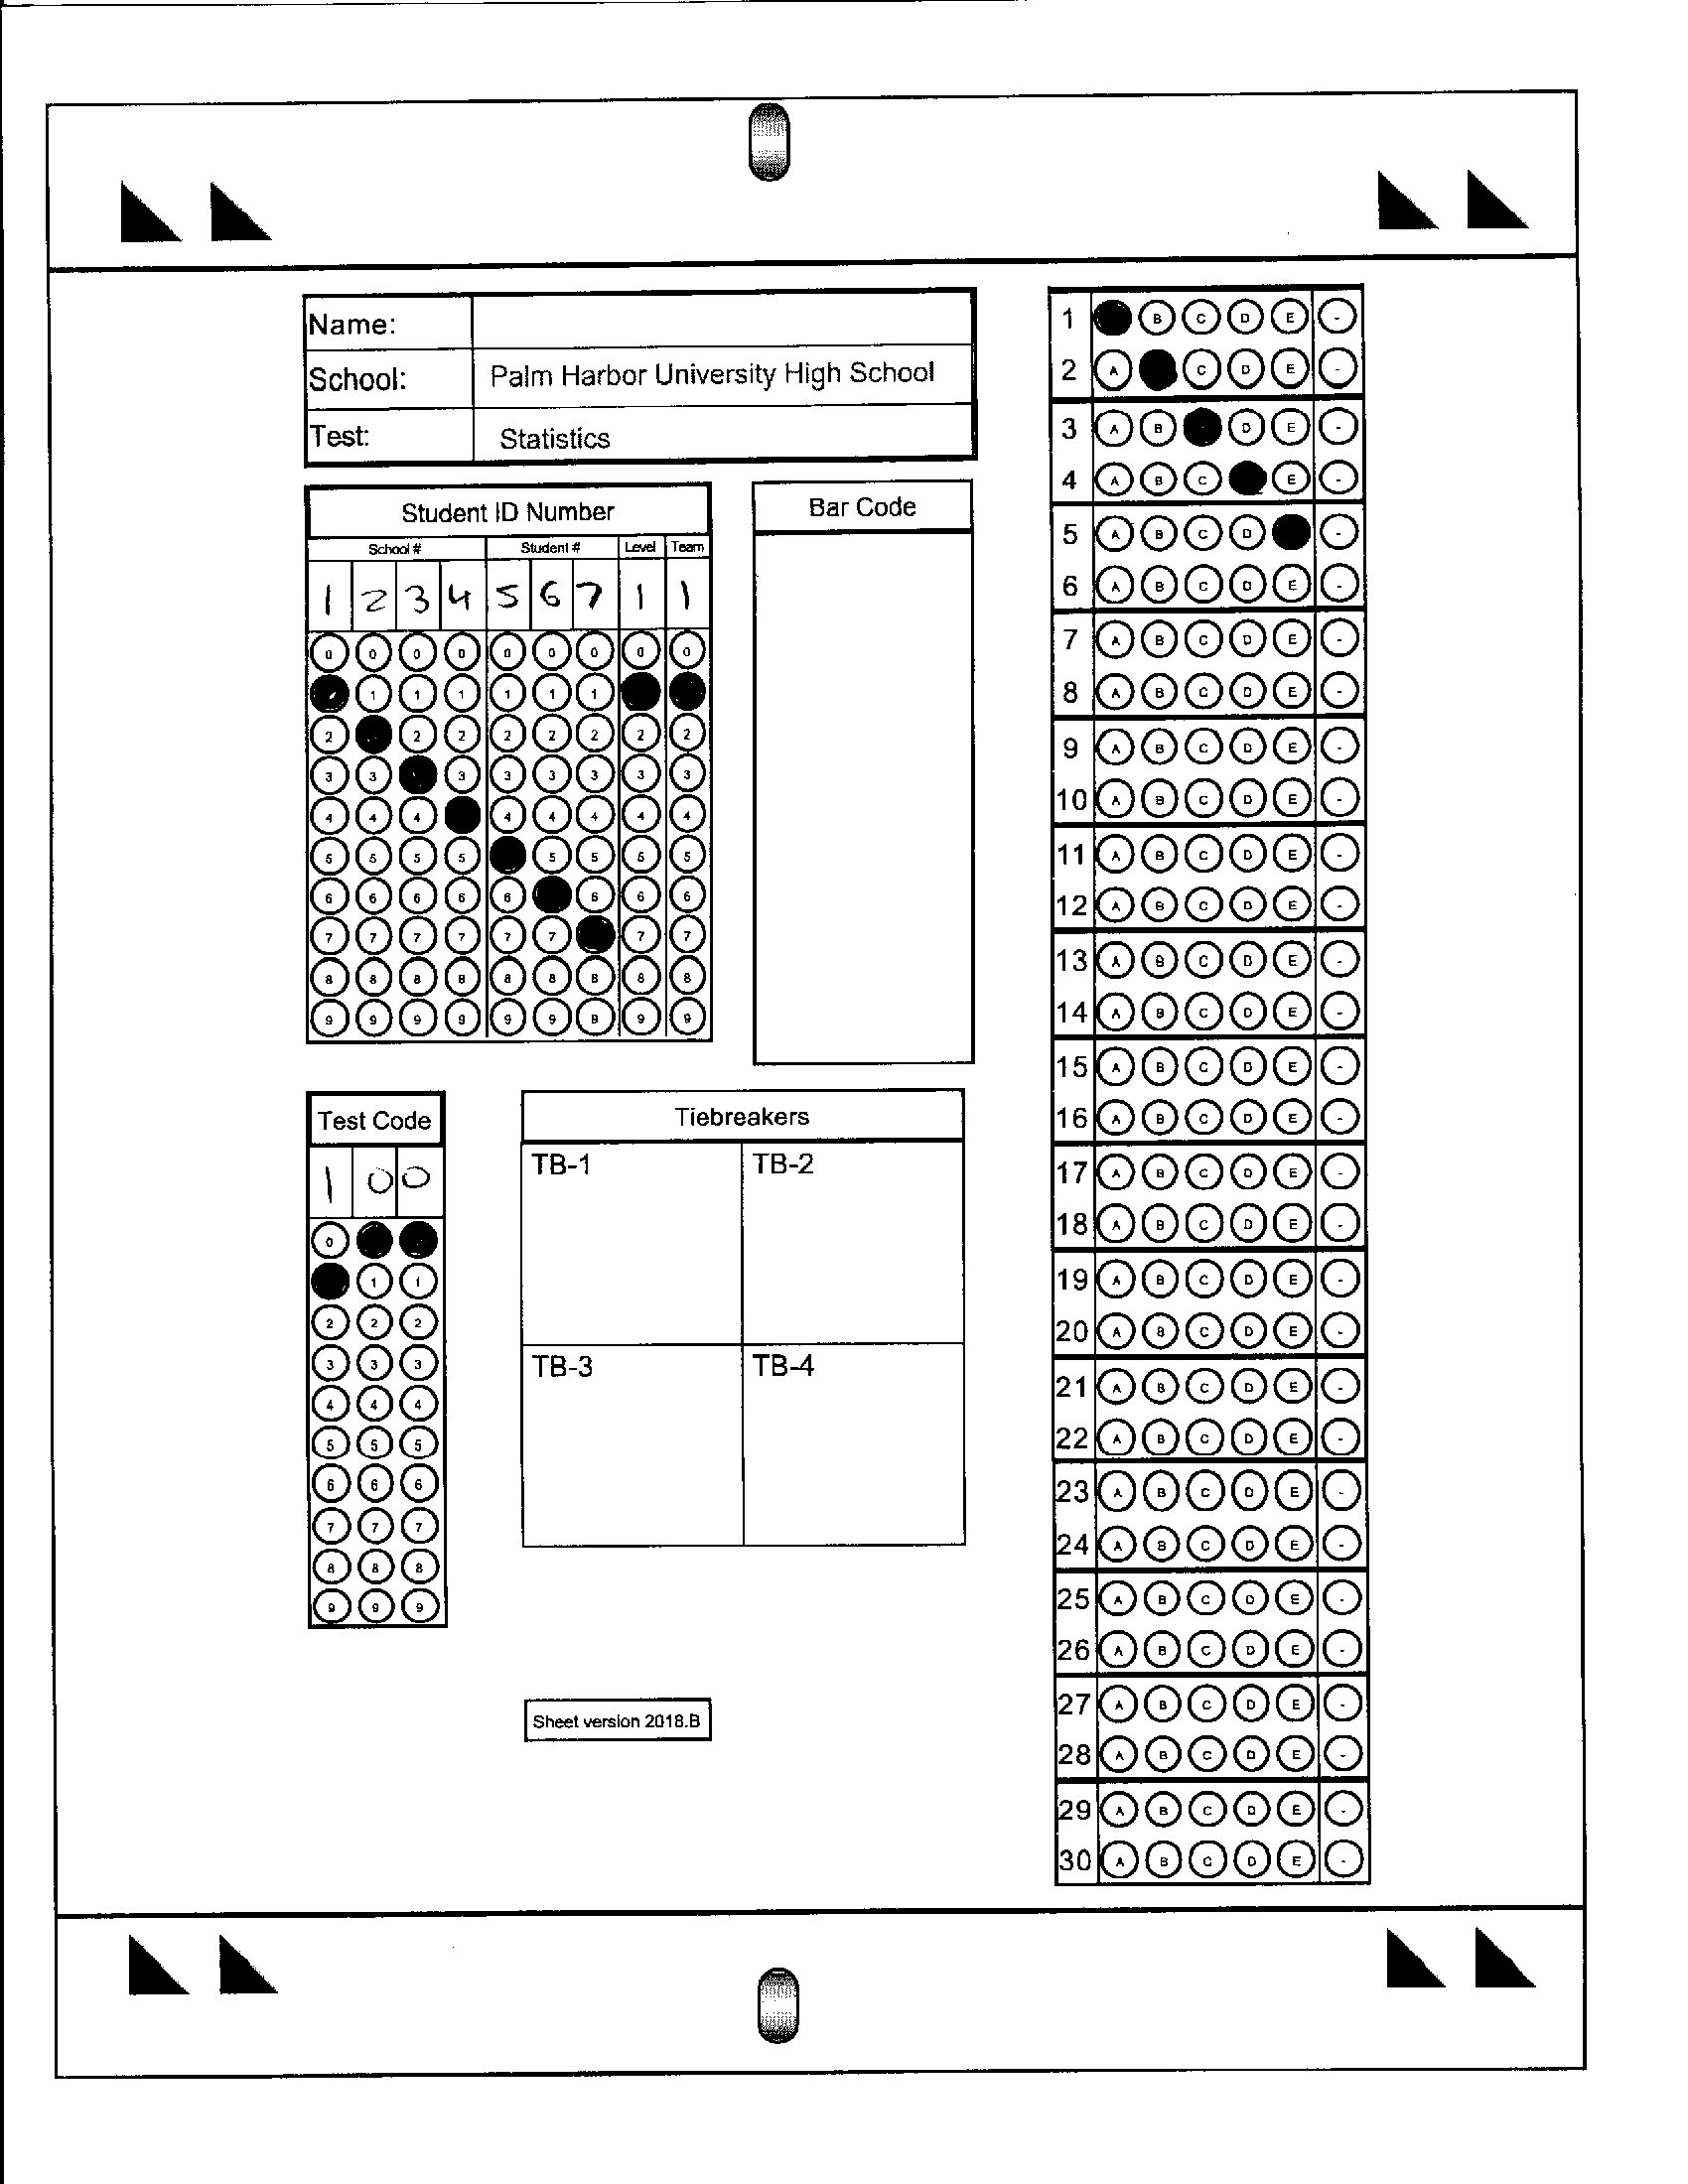 Name:
School: Palm Harbor University High School
Test: Statistics
Student ID Number
School # Student # Level Team
1 2 3 4 5 6 7 1 1
0 0 0 0 0 0 0 0 0
1 1 1 1 1
2 2 2 2 2 2 2 2
3 3 3 3 3 3 3 3
4 4 4 4 4 4 4 4
5 5 5 5 5 5 5 5
6 6 6 6 6 6 6 6
7 7 7 7 7 7 7 7
8 8 8 8 8 8 8 8 8
9 9 9 9 9 9 9 9 9
Bar Code
Test Code
1 0 0
0
1 1
2 2 2
3 3 3
4 4 4
5 5 5
6 6 6
7 7 7
8 8 8
9 9 9
Tiebreakers
TB-1 TB-2
TB-3 TB-4
Sheet version 2018.B
1 B C D E -
2 A C D E -
3 A B D E -
4 A B C E -
5 A B C D -
6 A B C D E -
7 A B C D E -
8 A B C D E -
9 A B C D E -
10 A B C D E -
11 A B C D E -
12 A B C D E -
13 A B C D E -
14 A B C D E -
15 A B C D E -
16 A B C D E -
17 A B C D E -
18 A B C D E -
19 A B C D E -
20 A B C D E -
21 A B C D E -
22 A B C D E -
23 A B C D E -
24 A B C D E -
25 A B C D E -
26 A B C D E -
27 A B C D E -
28 A B C D E -
29 A B C D E -
30 A B C D E -